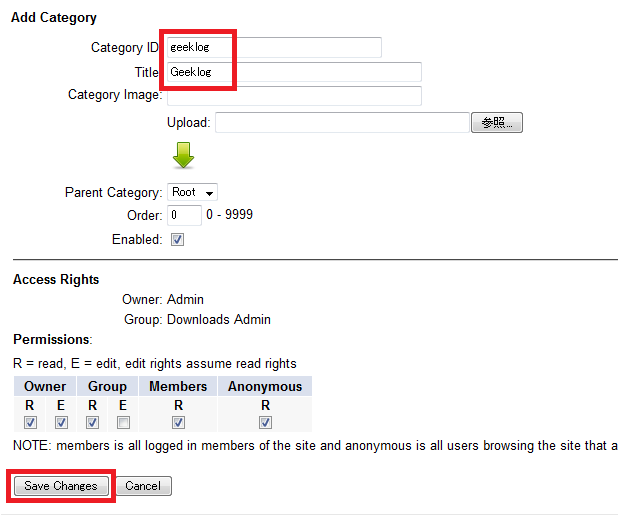 Add Category
Category ID: geeklog
Title: Geeklog
Category Image:
Upload: 参照...
Parent Category: Root
Order: 0 0 - 9999
Enabled:
Access Rights
Owner: Admin
Group: Downloads Admin
Permissions:
R = read, E = edit, edit rights assume read rights
Owner Group Members Anonymous
R E R E R R
NOTE: members is all logged in members of the site and anonymous is all users browsing the site that a
Save Changes Cancel